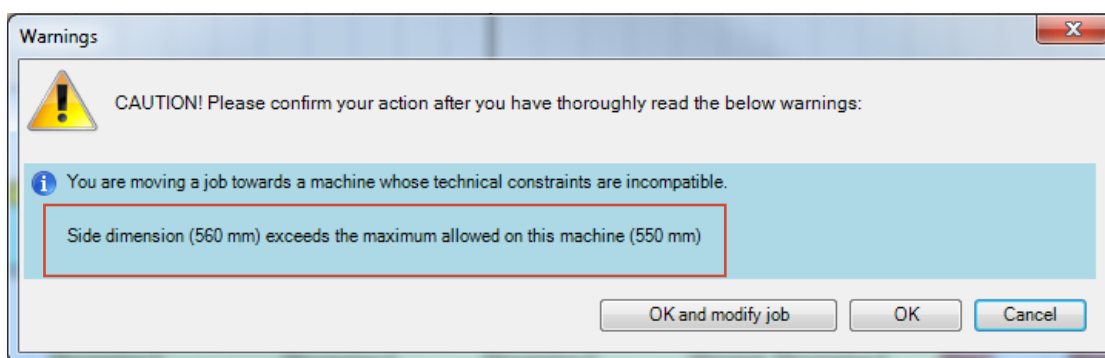 Warnings
CAUTION! Please confirm your action after you have thoroughly read the below warnings:
You are moving a job towards a machine whose technical constraints are incompatible.
Side dimension (560 mm) exceeds the maximum allowed on this machine (550 mm)
OK and modify job
OK
Cancel